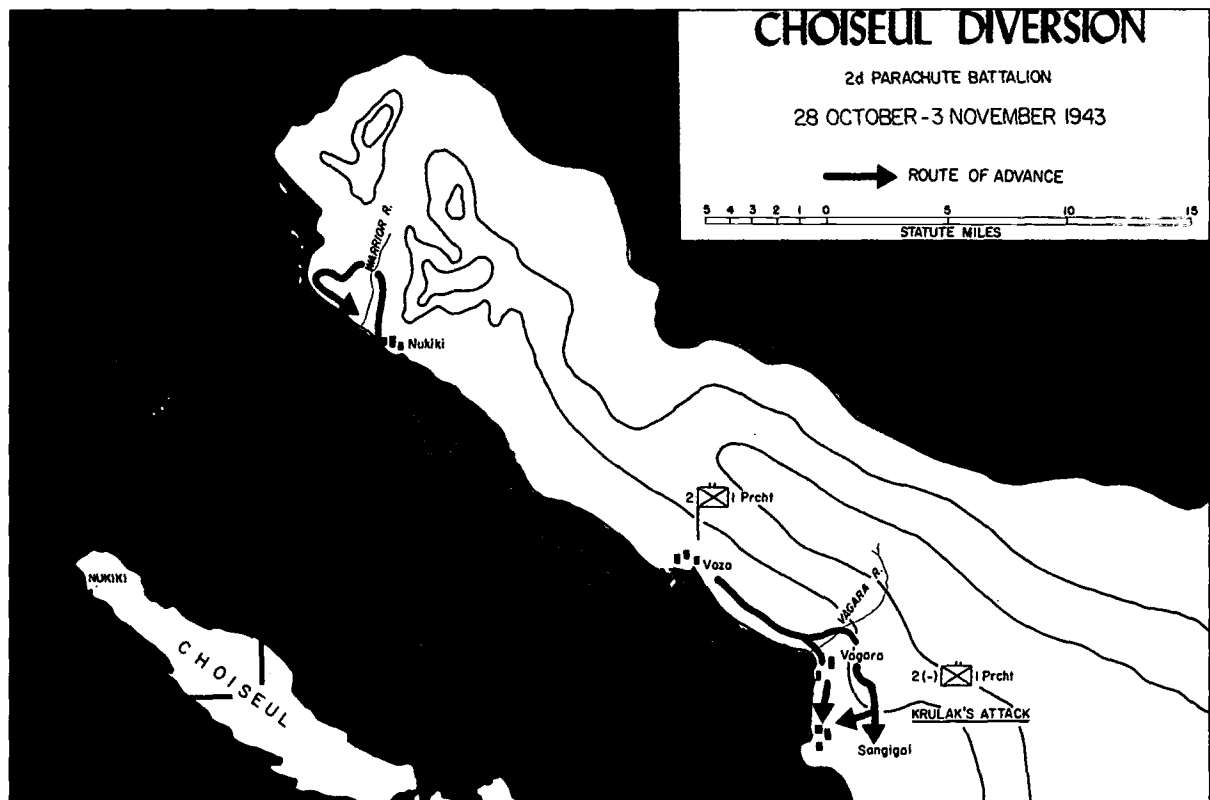 CHOISEUL DIVERSION
2d PARACHUTE BATTALION
28 OCTOBER - 3 NOVEMBER 1943
ROUTE OF ADVANCE
5 4 3 2 1 0 5 10 15
STATUTE MILES
WARRIOR R.
Nukiki
2 1 Prcht
Voza
VAGARA R.
Vagara
2 (-) 1 Prcht
KRULAK'S ATTACK
Sangigai
NUKIKI
CHOISEUL